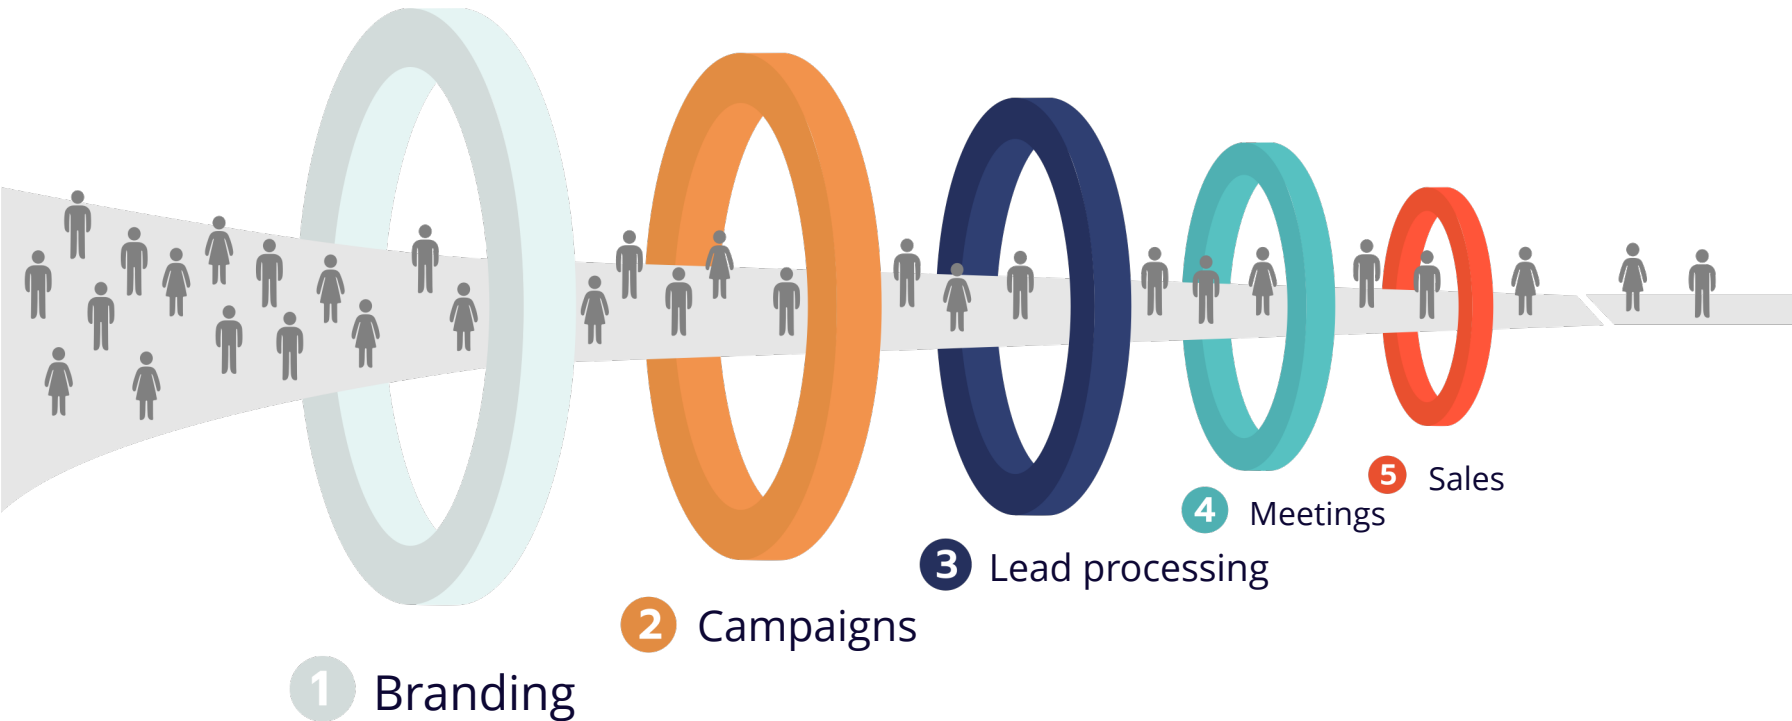 1 Branding
2 Campaigns
3 Lead processing
4 Meetings
5 Sales